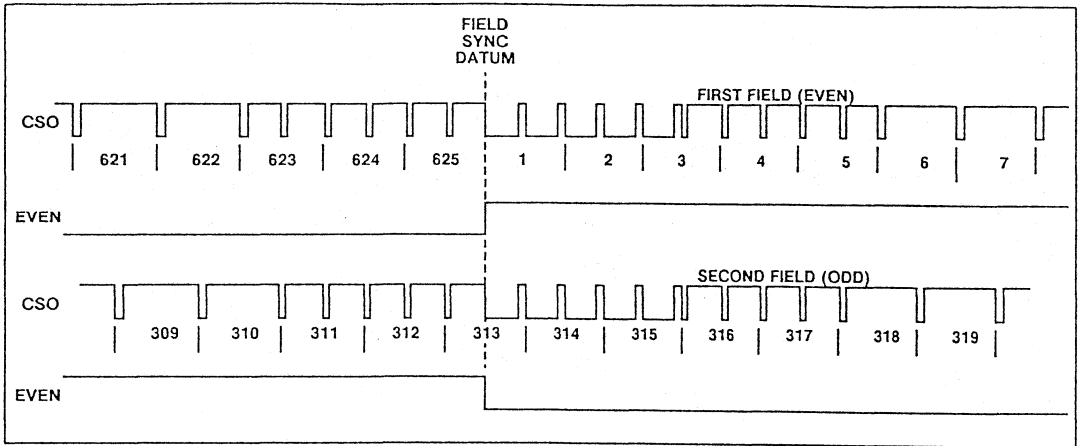 FIELD
SYNC
DATUM
FIRST FIELD (EVEN)
CSO
621 622 623 624 625 1 2 3 4 5 6 7
EVEN
SECOND FIELD (ODD)
CSO
309 310 311 312 313 314 315 316 317 318 319
EVEN